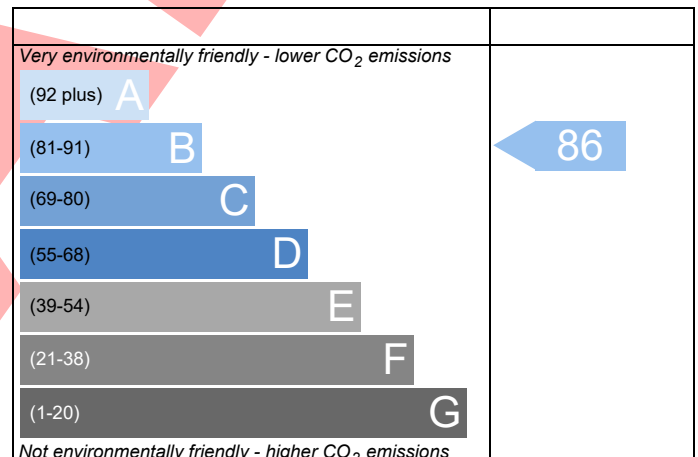 Very environmentally friendly - lower CO2 emissions
(92 plus) A
(81-91) B
86
(69-80) C
(55-68) D
(39-54) E
(21-38) F
(1-20) G
Not environmentally friendly - higher CO2 emissions